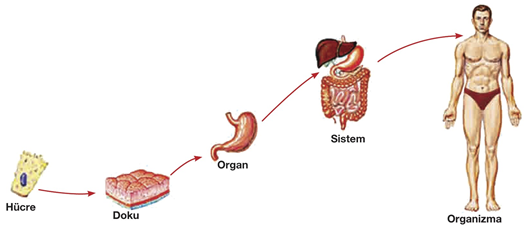 Hücre
Doku
Organ
Sistem
Organizma